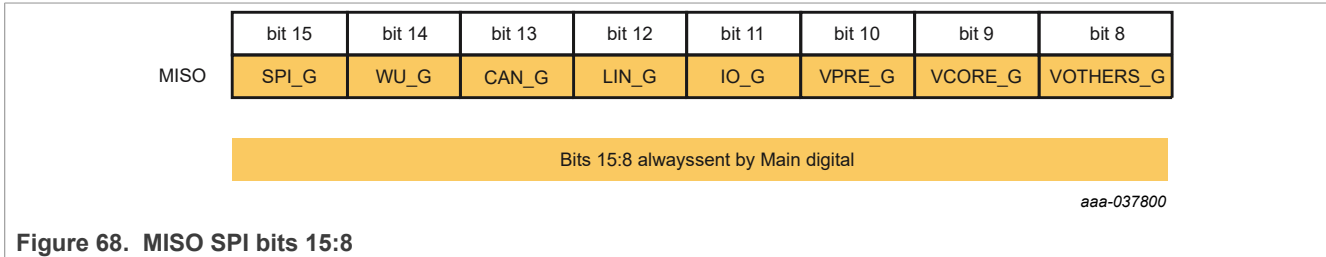 bit 15 bit 14 bit 13 bit 12 bit 11 bit 10 bit 9 bit 8
MISO SPI_G WU_G CAN_G LIN_G IO_G VPRE_G VCORE_G VOTHERS_G
Bits 15:8 alwayssent by Main digital
aaa-037800
Figure 68. MISO SPI bits 15:8